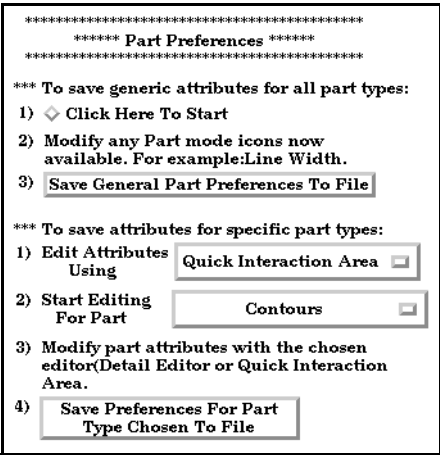 ********************************************
****** Part Preferences ******
********************************************
*** To save generic attributes for all part types:
1) Click Here To Start
2) Modify any Part mode icons now
available. For example:Line Width.
3) Save General Part Preferences To File
*** To save attributes for specific part types:
1) Edit Attributes
Using
Quick Interaction Area
2) Start Editing
For Part
Contours
3) Modify part attributes with the chosen
editor(Detail Editor or Quick Interaction
Area.
4) Save Preferences For Part
Type Chosen To File